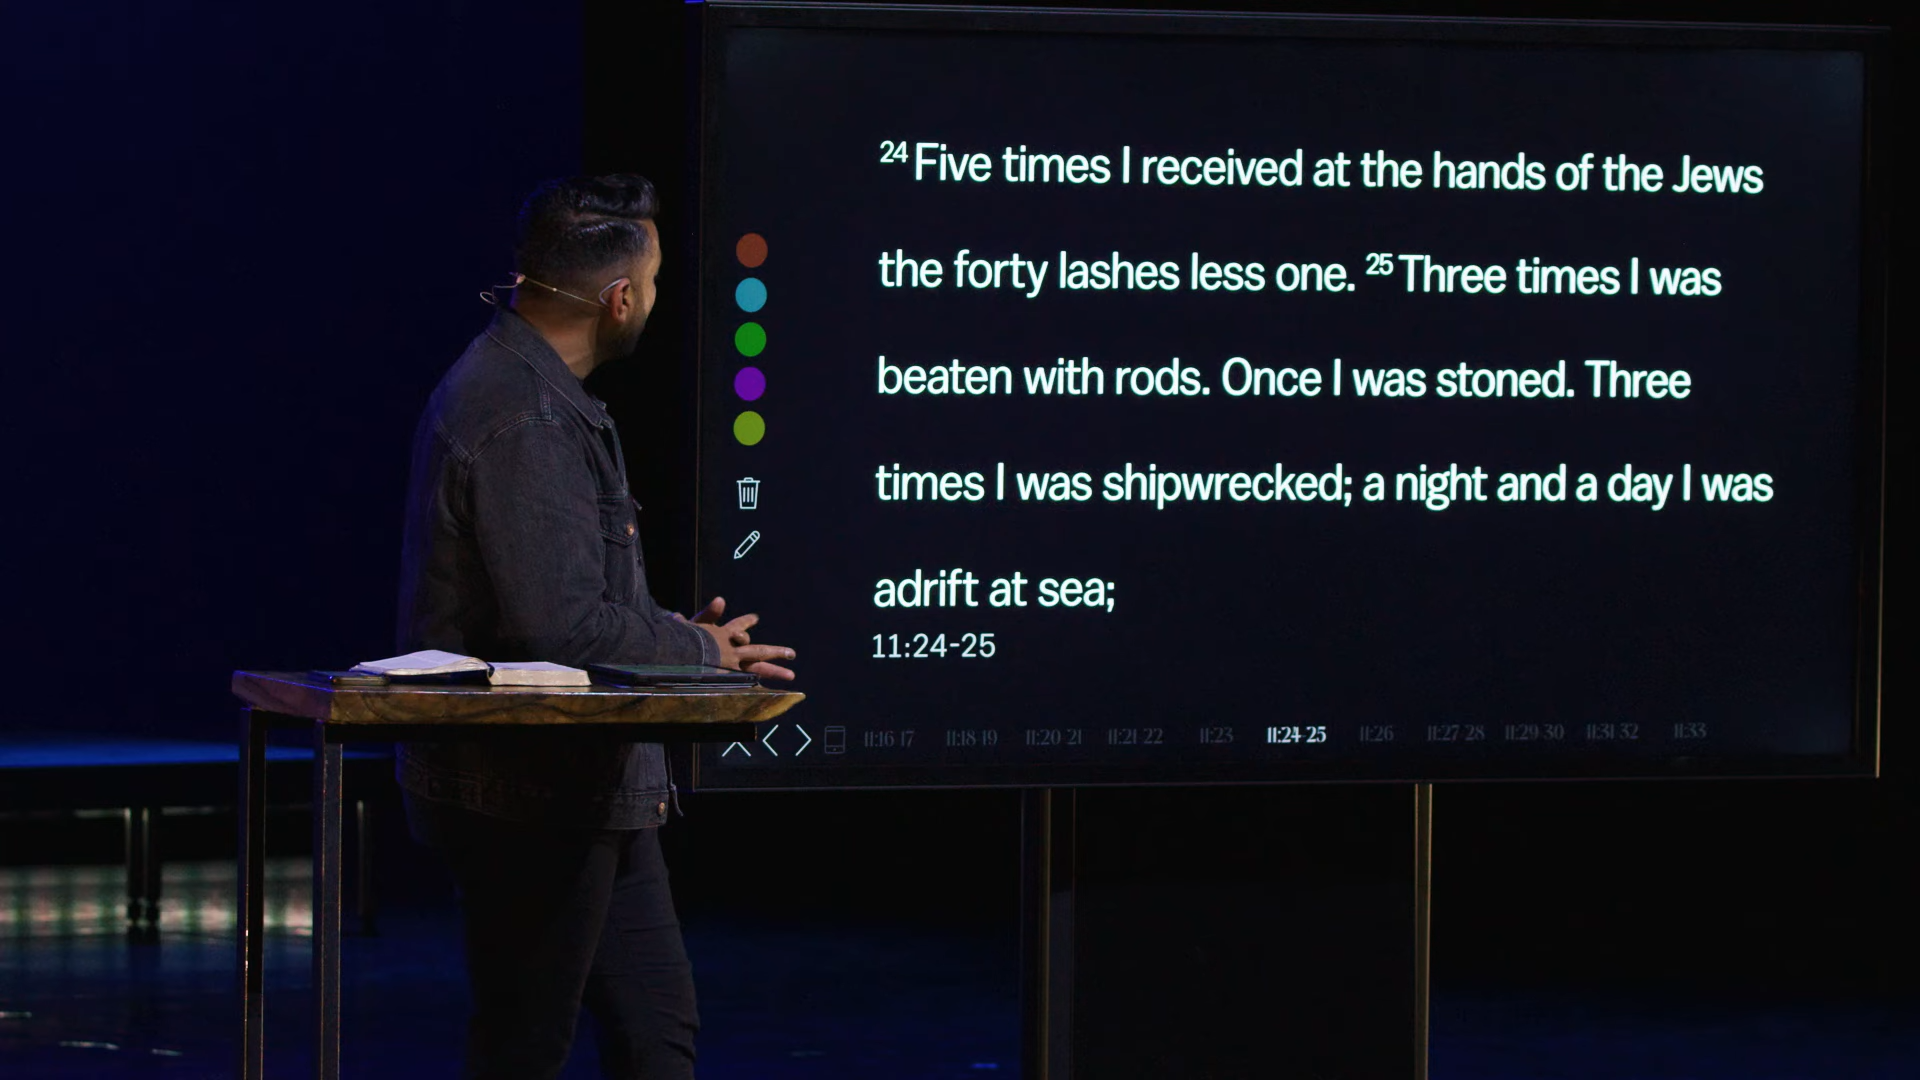 24 Five times I received at the hands of the Jews
the forty lashes less one. 25 Three times I was
beaten with rods. Once I was stoned. Three
times I was shipwrecked; a night and a day I was
adrift at sea;
11:24-25
11:16-17 11:18-19 11:20-21 11:21-22 11:23 11:24-25 11:26 11:27-28 11:29-30 11:31-32 11:33